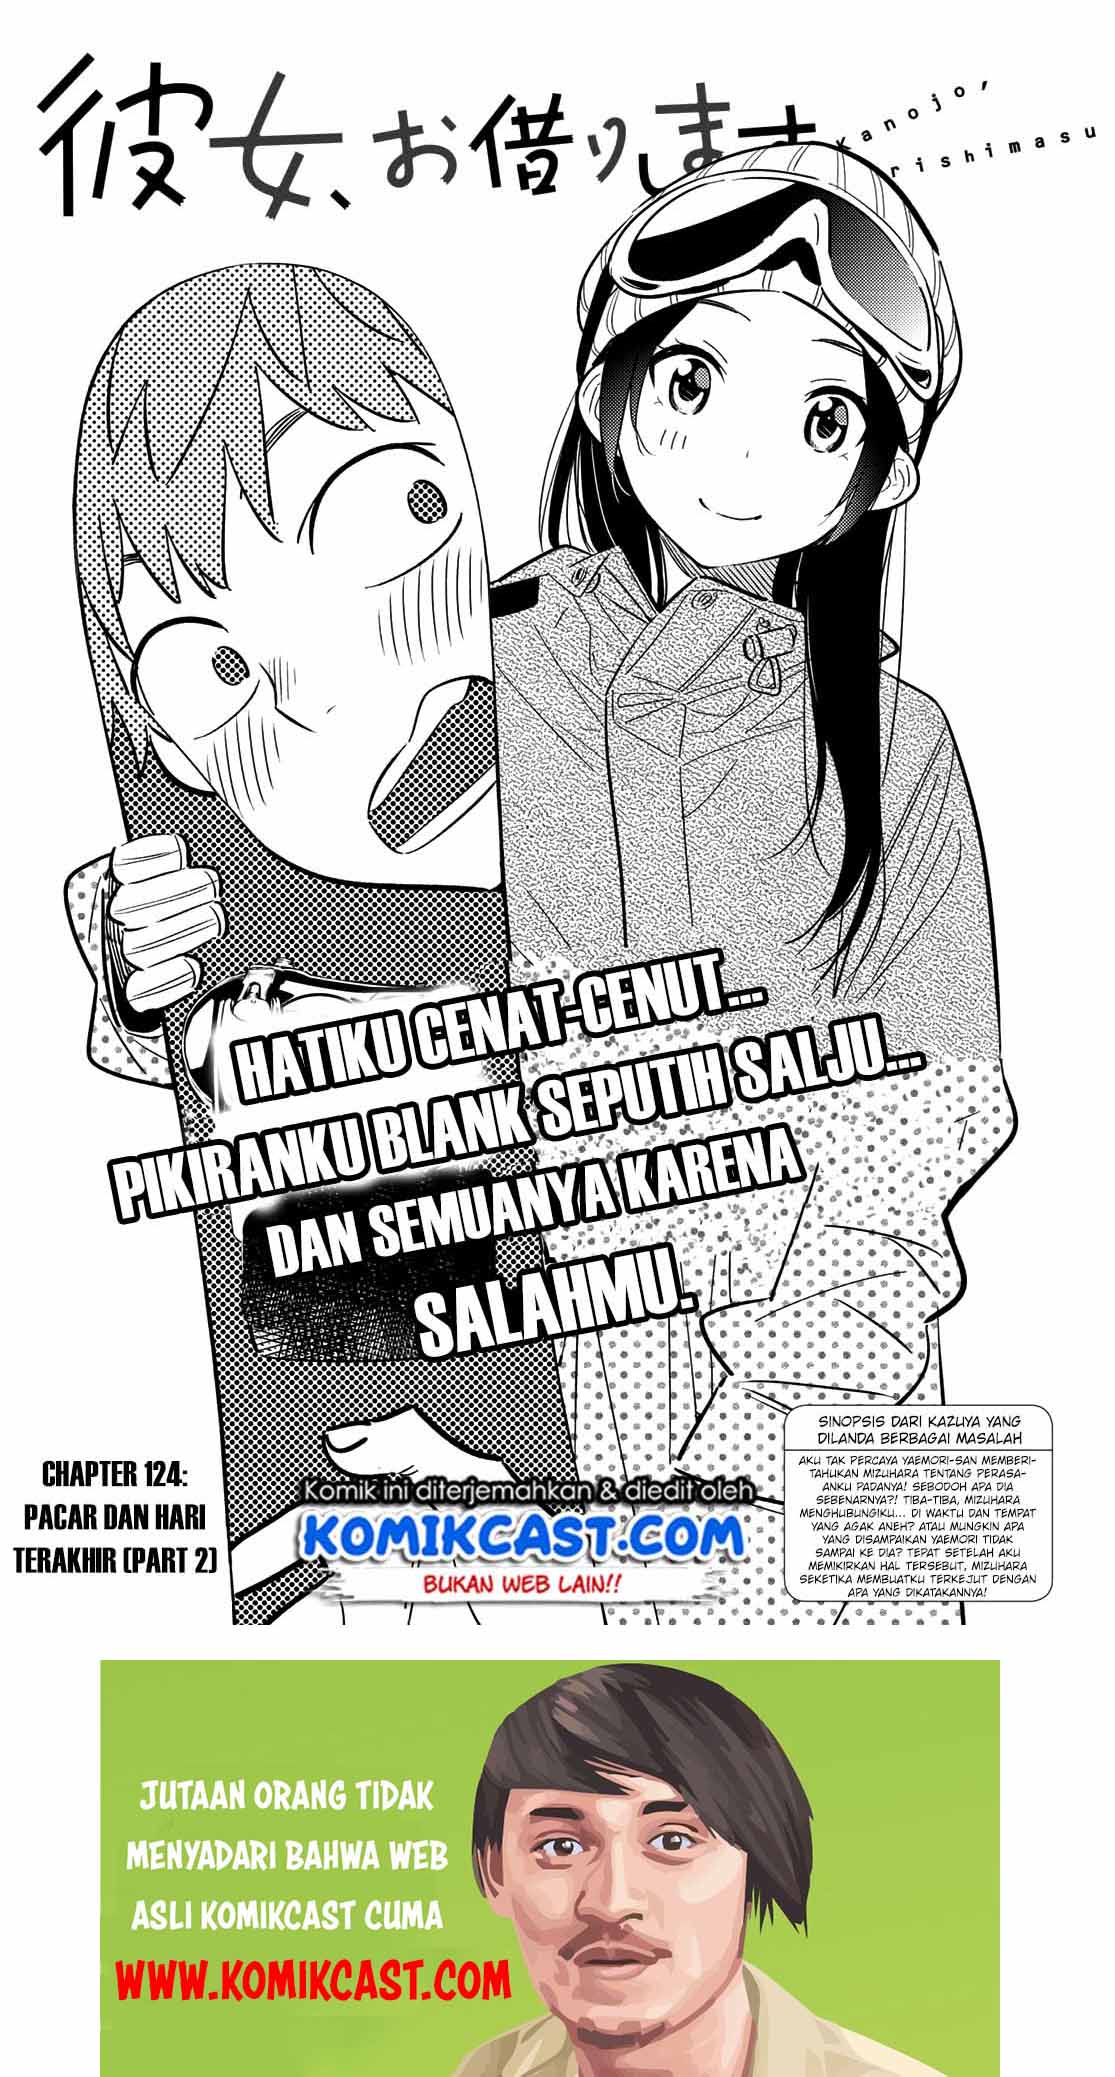 彼女、お借りします
Kanojo,
rishimasu
HATIKU CENAT-CENUT...
PIKIRANKU BLANK SEPUTIH SALJU...
DAN SEMUANYA KARENA
SALAHMU.
CHAPTER 124:
PACAR DAN HARI
TERAKHIR (PART 2)
Komik ini diterjemahkan & diedit oleh
KOMIKCAST.COM
BUKAN WEB LAIN!!
SINOPSIS DARI KAZUYA YANG
DILANDA BERBAGAI MASALAH
AKU TAK PERCAYA YAEMORI-SAN MEMBERI-
TAHUKAN MIZUHARA TENTANG PERASA-
ANKU PADANYA! SEBODOH APA DIA
SEBENARNYA?! TIBA-TIBA, MIZUHARA
MENGHUBUNGIKU... DI WAKTU DAN TEMPAT
YANG AGAK ANEH? ATAU MUNGKIN APA
YANG DISAMPAIKAN YAEMORI TIDAK
SAMPAI KE DIA? TEPAT SETELAH AKU
MEMIKIRKAN HAL TERSEBUT, MIZUHARA
SEKETIKA MEMBUATKU TERKEJUT DENGAN
APA YANG DIKATAKANNYA!
JUTAAN ORANG TIDAK
MENYADARI BAHWA WEB
ASLI KOMIKCAST CUMA
WWW.KOMIKCAST.COM